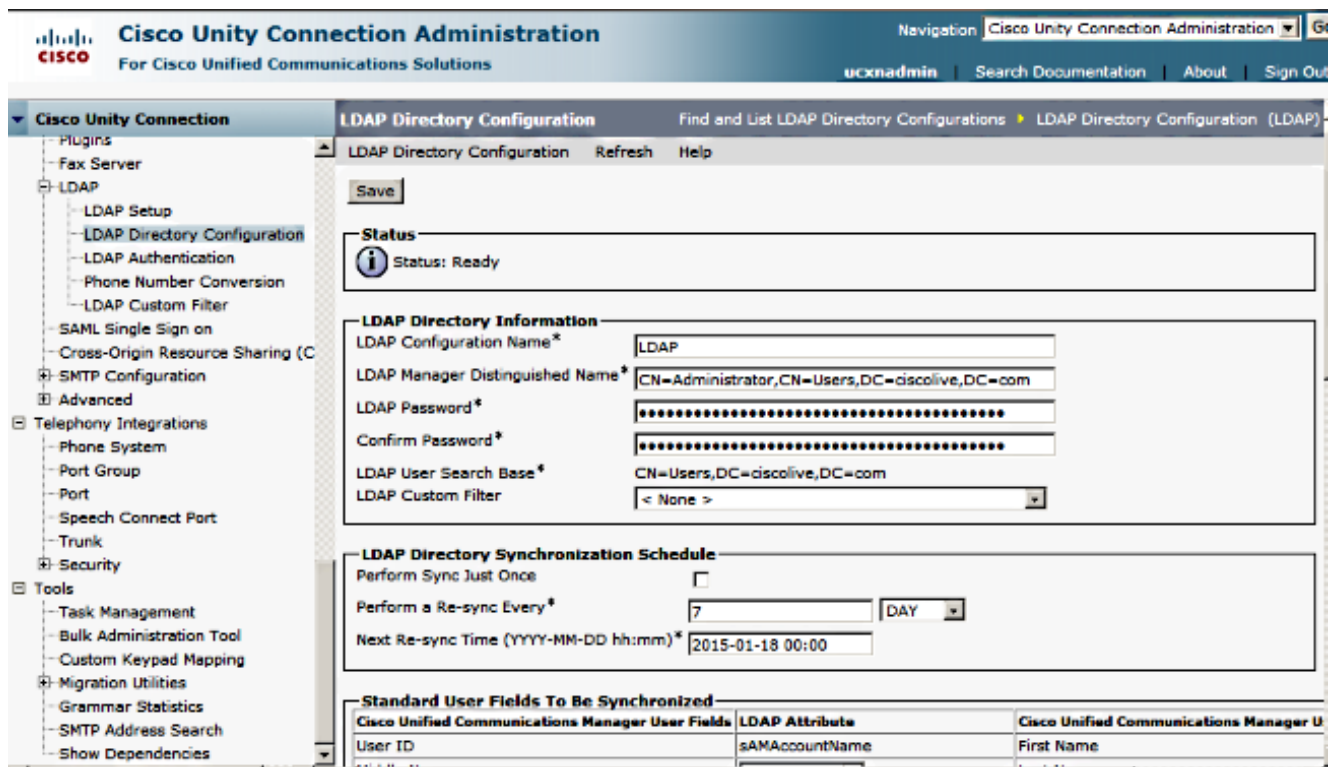 CISCO
Cisco Unity Connection Administration
For Cisco Unified Communications Solutions
Navigation Cisco Unity Connection Administration
ucxnadmin | Search Documentation | About | Sign Out
Cisco Unity Connection
Plugins
Fax Server
LDAP
LDAP Setup
LDAP Directory Configuration
LDAP Authentication
Phone Number Conversion
LDAP Custom Filter
SAML Single Sign on
Cross-Origin Resource Sharing (C
SMTP Configuration
Advanced
Telephony Integrations
Phone System
Port Group
Port
Speech Connect Port
Trunk
Security
Tools
Task Management
Bulk Administration Tool
Custom Keypad Mapping
Migration Utilities
Grammar Statistics
SMTP Address Search
Show Dependencies
LDAP Directory Configuration Find and List LDAP Directory Configurations LDAP Directory Configuration (LDAP)
LDAP Directory Configuration Refresh Help
Save
Status
Status: Ready
LDAP Directory Information
LDAP Configuration Name* LDAP
LDAP Manager Distinguished Name* CN=Administrator,CN=Users,DC=ciscolive,DC=com
LDAP Password*
Confirm Password*
LDAP User Search Base* CN=Users,DC=ciscolive,DC=com
LDAP Custom Filter < None >
LDAP Directory Synchronization Schedule
Perform Sync Just Once
Perform a Re-sync Every* 7 DAY
Next Re-sync Time (YYYY-MM-DD hh:mm)* 2015-01-18 00:00
Standard User Fields To Be Synchronized
Cisco Unified Communications Manager User Fields LDAP Attribute Cisco Unified Communications Manager U
User ID sAMAccountName First Name